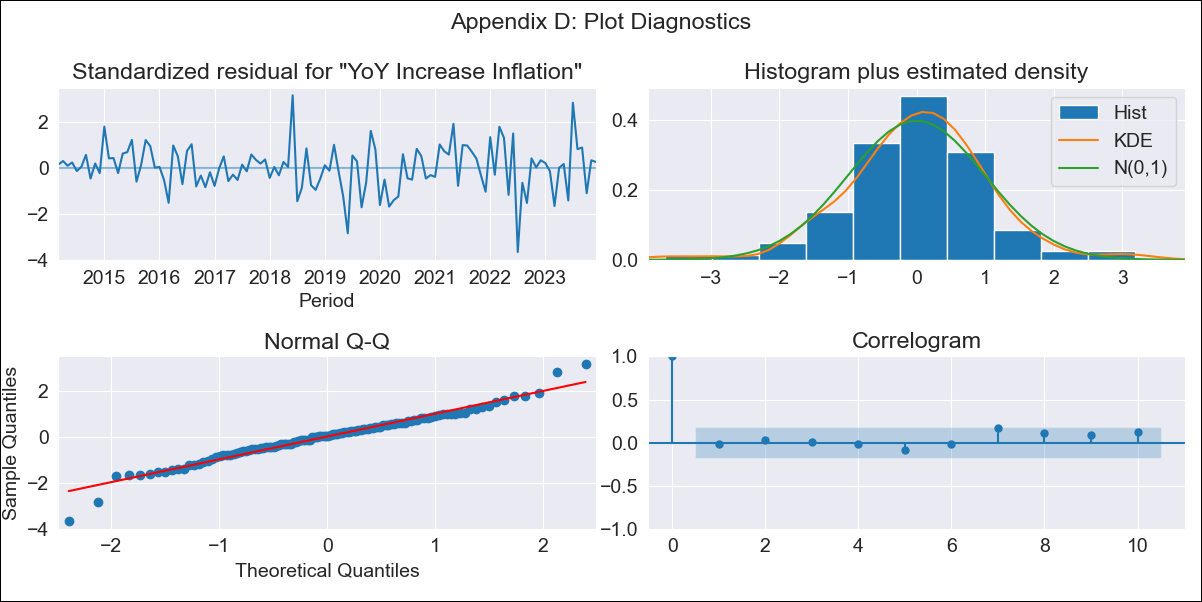 Appendix D: Plot Diagnostics
Standardized residual for "YoY Increase Inflation"
2
0
−2
−4
2015 2016 2017 2018 2019 2020 2021 2022 2023
Period
Histogram plus estimated density
0.4
0.2
0.0
Hist
KDE
N(0,1)
−3 −2 −1 0 1 2 3
Normal Q-Q
Sample Quantiles
2
0
−2
−4
−2 −1 0 1 2
Theoretical Quantiles
Correlogram
1.0
0.5
0.0
−0.5
−1.0
0 2 4 6 8 10